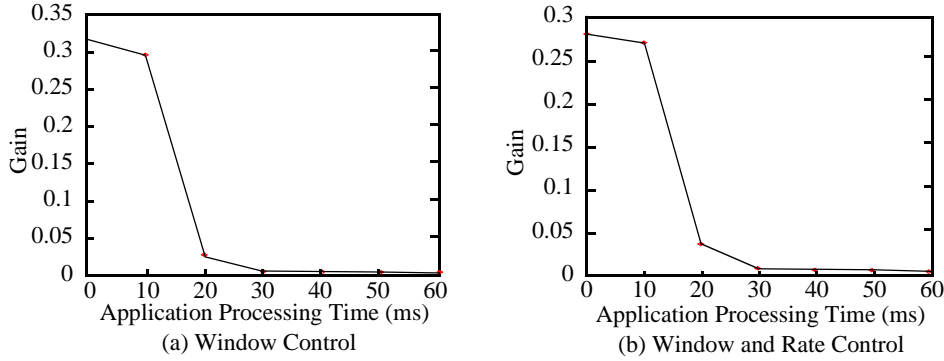 0.35
0.3
0.25
0.2
0.15
0.1
0.05
0
Gain
0 10 20 30 40 50 60
Application Processing Time (ms)
(a) Window Control
0.3
0.25
0.2
0.15
0.1
0.05
0
Gain
0 10 20 30 40 50 60
Application Processing Time (ms)
(b) Window and Rate Control